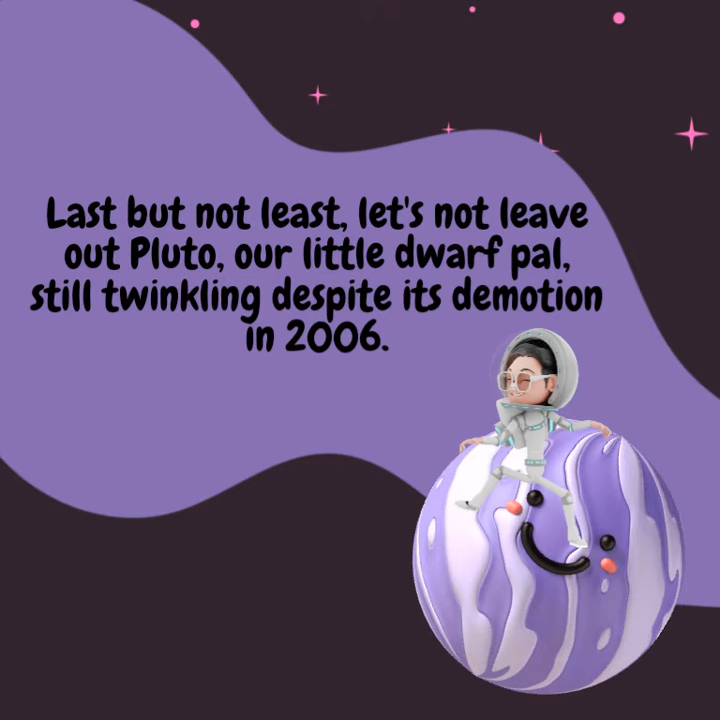 Last but not least, let's not leave
out Pluto, our little dwarf pal,
still twinkling despite its demotion
in 2006.